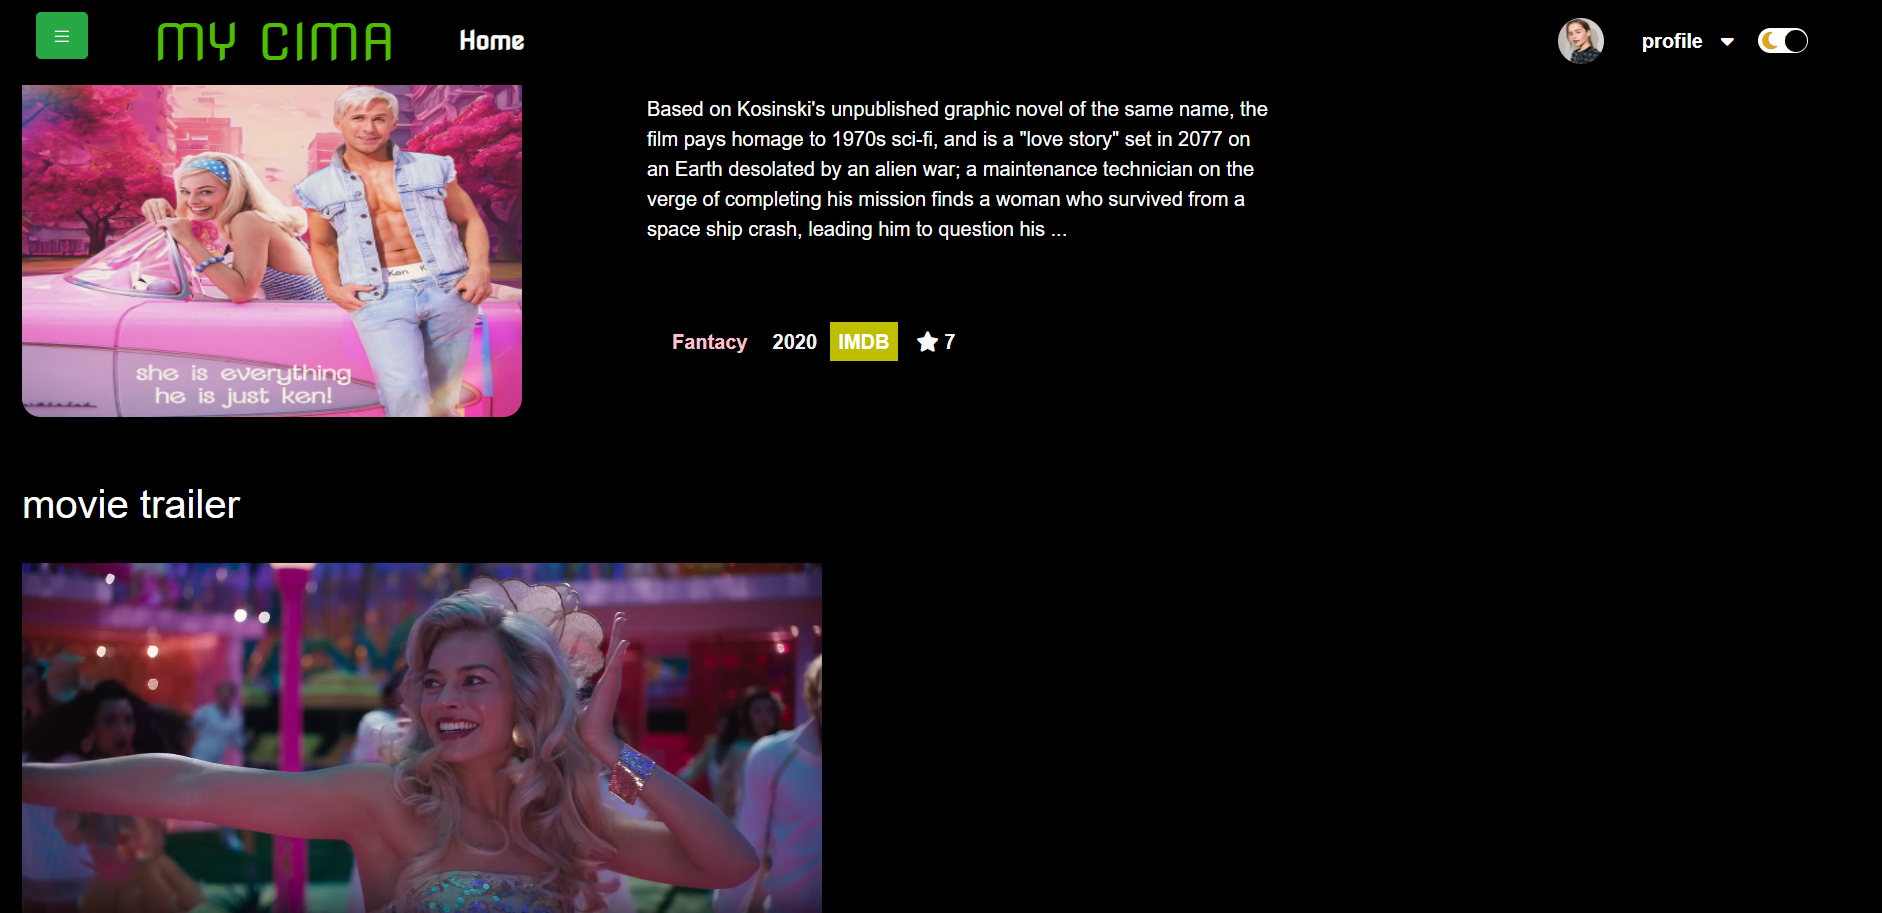 MY CIMA
Home
profile
Based on Kosinski's unpublished graphic novel of the same name, the
film pays homage to 1970s sci-fi, and is a "love story" set in 2077 on
an Earth desolated by an alien war; a maintenance technician on the
verge of completing his mission finds a woman who survived from a
space ship crash, leading him to question his ...
Ken K
she is everything
he is just ken!
Fantacy 2020 IMDB 7
movie trailer